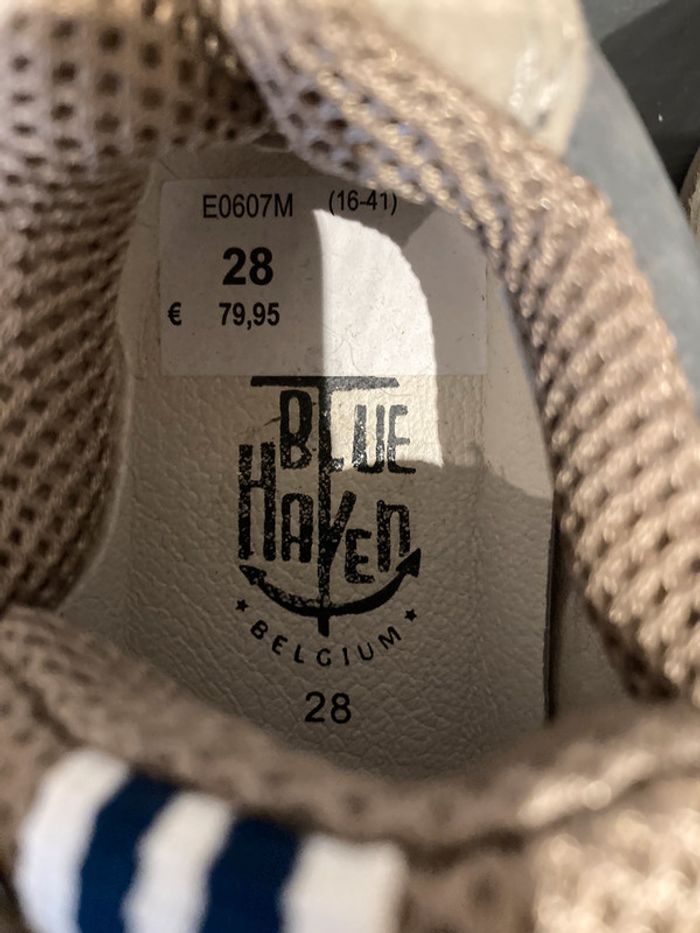 E0607M (16-41)
28
€ 79,95
BLUE
HAVEN
BELGIUM
28